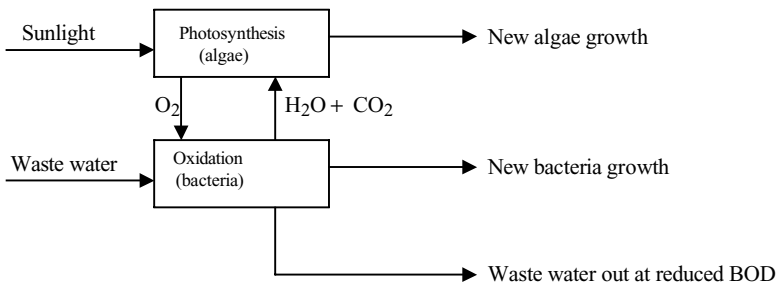 Sunlight
Photosynthesis
(algae)
New algae growth
O2
H2O + CO2
Waste water
Oxidation
(bacteria)
New bacteria growth
Waste water out at reduced BOD